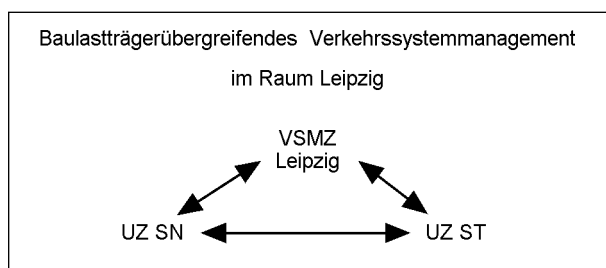 Baulastträgerübergreifendes Verkehrssystemmanagement
im Raum Leipzig
VSMZ
Leipzig
UZ SN
UZ ST